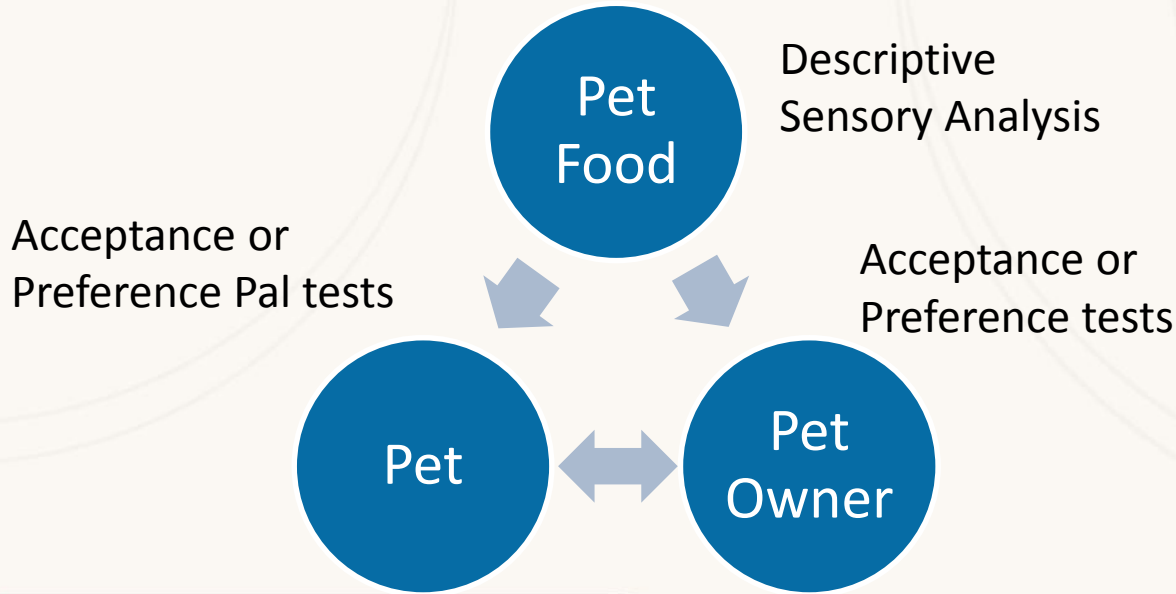 Pet
Food
Descriptive
Sensory Analysis
Acceptance or
Preference Pal tests
Acceptance or
Preference tests
Pet
Pet
Owner